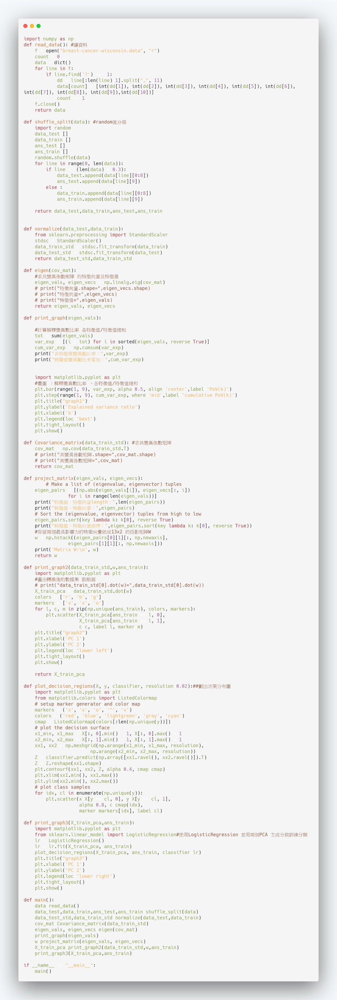 import numpy as np
def read_data(): #讀資料
    f = open("breast-cancer-wisconsin.data", "r")
    count = 0
    data = dict()
    for line in f:
        if line.find('?') == -1:
            dd = line[:len(line)-1].split(",", 11)
            data[count] = [int(dd[1]), int(dd[2]), int(dd[3]), int(dd[4]), int(dd[5]), int(dd[6]),
int(dd[7]), int(dd[8]), int(dd[9]),int(dd[10])]
            count += 1
    f.close()
    return data
def shuffle_split(data): #random後分裂
    import random
    data_test=[]
    data_train=[]
    ans_test=[]
    ans_train=[]
    random.shuffle(data)
    for line in range(0, len(data)):
        if line < (len(data) * 0.3):
            data_test.append(data[line][0:8])
            ans_test.append(data[line][9])
        else :
            data_train.append(data[line][0:8])
            ans_train.append(data[line][9])
    return data_test,data_train,ans_test,ans_train
def normalize(data_test,data_train):
    from sklearn.preprocessing import StandardScaler
    stdsc = StandardScaler()
    data_train_std = stdsc.fit_transform(data_train)
    data_test_std = stdsc.fit_transform(data_test)
    return data_test_std,data_train_std
def eigen(cov_mat):
    #求共變異係數矩陣 的特徵向量及特徵值
    eigen_vals, eigen_vecs = np.linalg.eig(cov_mat)
    # print("特徵向量.shape=",eigen_vecs.shape)
    # print("特徵向量=",eigen_vecs)
    # print("特徵值=",eigen_vals)
    return eigen_vals, eigen_vecs
def print_graph(eigen_vals):
    #計算解釋變異數比率 各特徵值/特徵值總和
    tot = sum(eigen_vals)
    var_exp = [(i / tot) for i in sorted(eigen_vals, reverse=True)]
    cum_var_exp = np.cumsum(var_exp)
    print("各特徵值變異數比率：",var_exp)
    print("特徵值變異數比率累加：",cum_var_exp)
    import matplotlib.pyplot as plt
    #畫圖 ：解釋變異數比率 ，各特徵值/特徵值總和
    plt.bar(range(1, 9), var_exp, alpha=0.5, align='center',label='PoV(k)')
    plt.step(range(1, 9), cum_var_exp, where='mid',label='cumulative PoV(k)')
    plt.title("graph1")
    plt.ylabel('Explained variance ratio')
    plt.xlabel('k')
    plt.legend(loc='best')
    plt.tight_layout()
    plt.show()
def Covariance_matrix(data_train_std): #求共變異係數矩陣
    cov_mat = np.cov(data_train_std.T)
    # print("共變異係數矩陣.shape=",cov_mat.shape)
    # print("共變異係數矩陣=",cov_mat)
    return cov_mat
def project_matrix(eigen_vals, eigen_vecs):
        # Make a list of (eigenvalue, eigenvector) tuples
    eigen_pairs = [(np.abs(eigen_vals[i]), eigen_vecs[:, i])
                for i in range(len(eigen_vals))]
    print("特徵值，特徵向量length：",len(eigen_pairs))
    print("特徵值，特徵向量：",eigen_pairs)
    # Sort the (eigenvalue, eigenvector) tuples from high to low
    eigen_pairs.sort(key=lambda k: k[0], reverse=True)
    print("特徵值，特徵向量排序：",eigen_pairs.sort(key=lambda k: k[0], reverse=True))
    #保留兩個最具影響力的特徵向量組成13x2 的投影矩陣W
    w = np.hstack((eigen_pairs[0][1][:, np.newaxis],
                eigen_pairs[1][1][:, np.newaxis]))
    print('Matrix W:\n', w)
    return w
def print_graph2(data_train_std,w,ans_train):
    import matplotlib.pyplot as plt
    #畫出轉換後的數據集 散點圖
    # print("data_train_std[0].dot(w)=",data_train_std[0].dot(w))
    X_train_pca = data_train_std.dot(w)
    colors = ['r', 'b', 'g']
    markers = ['s', 'x', 'o']
    for l, c, m in zip(np.unique(ans_train), colors, markers):
        plt.scatter(X_train_pca[ans_train == l, 0],
                    X_train_pca[ans_train == l, 1],
                    c=c, label=l, marker=m)
    plt.title("graph2")
    plt.xlabel('PC 1')
    plt.ylabel('PC 2')
    plt.legend(loc='lower left')
    plt.tight_layout()
    plt.show()
    return X_train_pca
def plot_decision_regions(X, y, classifier, resolution=0.02):##劃出決策分布圖
    import matplotlib.pyplot as plt
    from matplotlib.colors import ListedColormap
    # setup marker generator and color map
    markers = ('s', 'x', 'o', '^', 'v')
    colors = ('red', 'blue', 'lightgreen', 'gray', 'cyan')
    cmap = ListedColormap(colors[:len(np.unique(y))])
    # plot the decision surface
    x1_min, x1_max = X[:, 0].min() - 1, X[:, 0].max() + 1
    x2_min, x2_max = X[:, 1].min() - 1, X[:, 1].max() + 1
    xx1, xx2 = np.meshgrid(np.arange(x1_min, x1_max, resolution),
                        np.arange(x2_min, x2_max, resolution))
    Z = classifier.predict(np.array([xx1.ravel(), xx2.ravel()]).T)
    Z = Z.reshape(xx1.shape)
    plt.contourf(xx1, xx2, Z, alpha=0.4, cmap=cmap)
    plt.xlim(xx1.min(), xx1.max())
    plt.ylim(xx2.min(), xx2.max())
    # plot class samples
    for idx, cl in enumerate(np.unique(y)):
        plt.scatter(x=X[y == cl, 0], y=X[y == cl, 1],
                    alpha=0.8, c=cmap(idx),
                    marker=markers[idx], label=cl)
def print_graph3(X_train_pca,ans_train):
    import matplotlib.pyplot as plt
    from sklearn.linear_model import LogisticRegression#使用LogisticRegression 並用兩個PCA 主成分做訓練分類
    lr = LogisticRegression()
    lr = lr.fit(X_train_pca, ans_train)
    plot_decision_regions(X_train_pca, ans_train, classifier=lr)
    plt.title("graph3")
    plt.xlabel('PC 1')
    plt.ylabel('PC 2')
    plt.legend(loc='lower right')
    plt.tight_layout()
    plt.show()
def main():
    data=read_data()
    data_test,data_train,ans_test,ans_train=shuffle_split(data)
    data_test_std,data_train_std=normalize(data_test,data_train)
    cov_mat=Covariance_matrix(data_train_std)
    eigen_vals, eigen_vecs=eigen(cov_mat)
    print_graph(eigen_vals)
    w=project_matrix(eigen_vals, eigen_vecs)
    X_train_pca=print_graph2(data_train_std,w,ans_train)
    print_graph3(X_train_pca,ans_train)
if __name__ == "__main__":
    main()